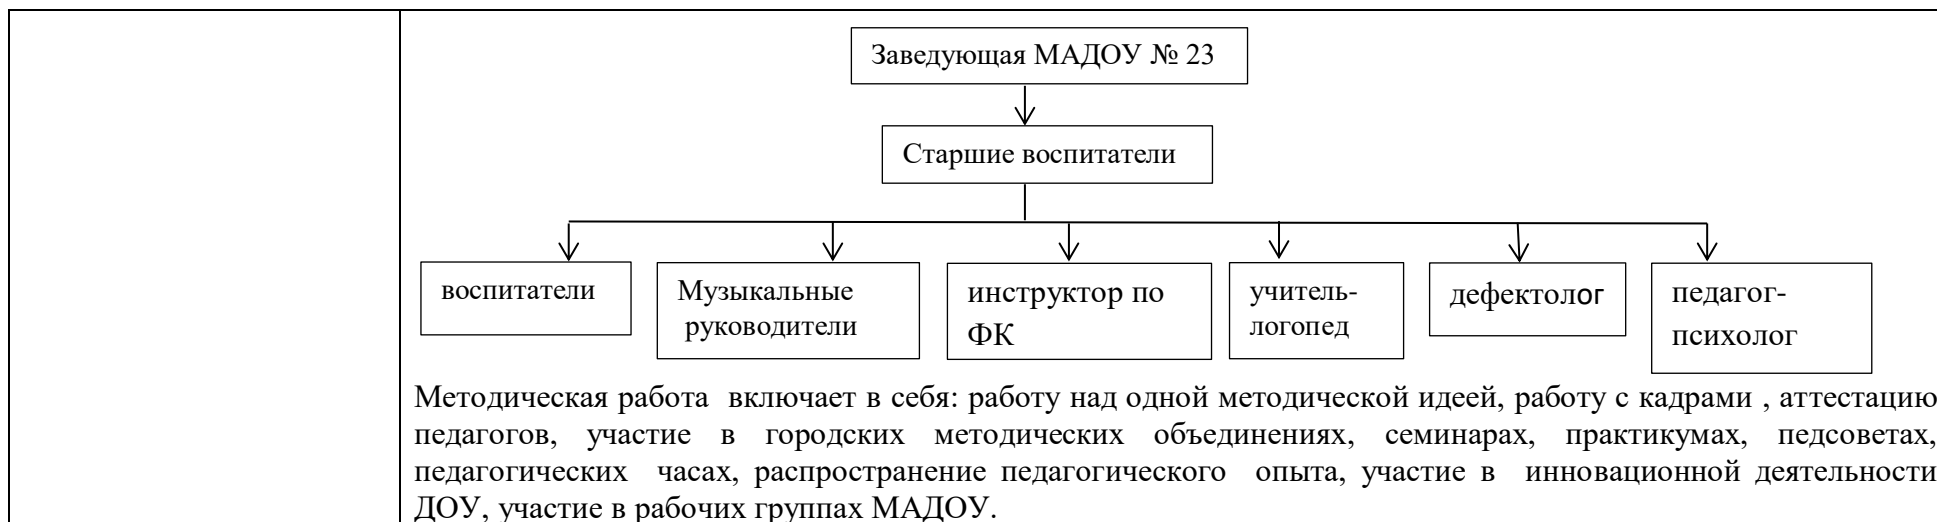 Заведующая МАДОУ № 23
Старшие воспитатели
воспитатели
Музыкальные
руководители
инструктор по
ФК
учитель-
логопед
дефектолог
педагог-
психолог
Методическая работа включает в себя: работу над одной методической идеей, работу с кадрами , аттестацию
педагогов, участие в городских методических объединениях, семинарах, практикумах, педсоветах,
педагогических часах, распространение педагогического опыта, участие в инновационной деятельности
ДОУ, участие в рабочих группах МАДОУ.